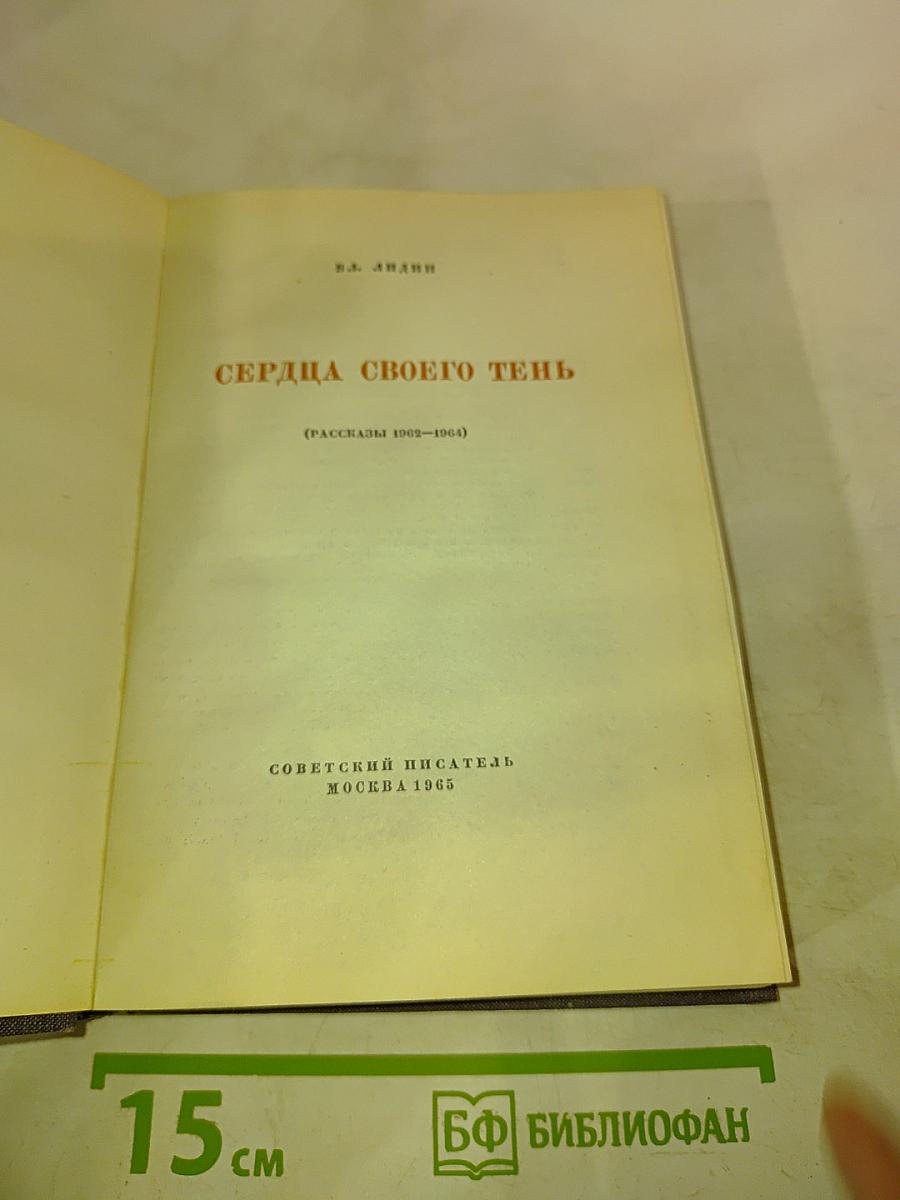 ВЛ. ЛИДИН
СЕРДЦА СВОЕГО ТЕНЬ
(РАССКАЗЫ 1962—1964)
СОВЕТСКИЙ ПИСАТЕЛЬ
МОСКВА 1965
15 см
БФ БИБЛИОФАН